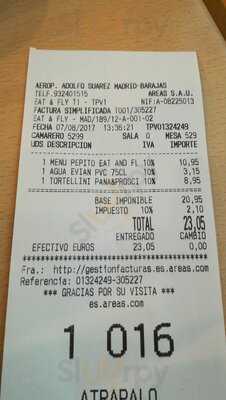 AEROP. ADOLFO SUAREZ MADRID-BARAJAS
TELF.932401515 AREAS S.A.U.
EAT & FLY T1 - TPV1 NIF:A-08225013
FACTURA SIMPLIFICADA T001/305227
EAT & FLY - MAD/189/12-A-001-02
FECHA 07/08/2017 13:36:21 TPV01324249
CAMARERO 5299 SALA 0 MESA 529
UDS DESCRIPCION IVA IMPORTE
1 MENU PEPITO EAT AND FL 10% 10,95
1 AGUA EVIAN PVC 75CL 10% 3,15
1 TORTELLINI PANA&PROSCI 10% 8,95
BASE IMPONIBLE 20,95
IMPUESTO 10% 2,10
TOTAL 23,05
ENTREGADO CAMBIO
EFECTIVO EUROS 23,05 0,00
Fra.: http://gestionfacturas.es.areas.com/
Referencia: 01324249-305227
*** GRACIAS POR SU VISITA ***
es.areas.com
1 016
ATRAPALO